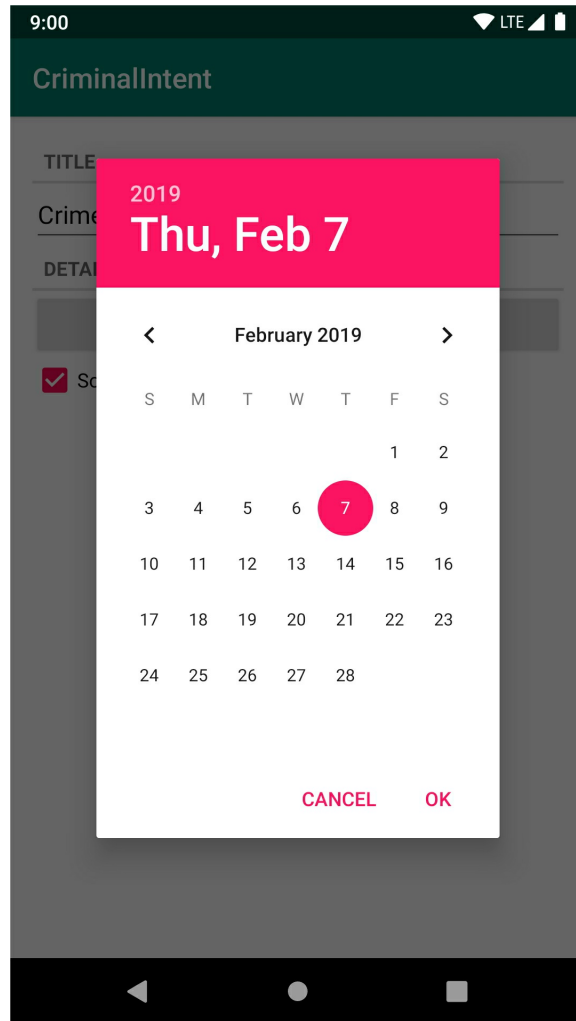 9:00 LTE
CriminalIntent
TITLE
2019
Crime
Thu, Feb 7
DETAI
February 2019
So
S M T W T F S
1 2
3 4 5 6 7 8 9
10 11 12 13 14 15 16
17 18 19 20 21 22 23
24 25 26 27 28
CANCEL OK